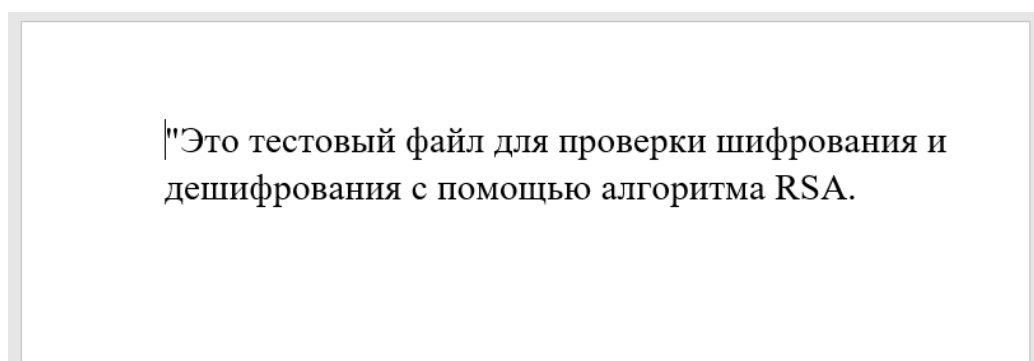 "Это тестовый файл для проверки шифрования и
дешифрования с помощью алгоритма RSA.